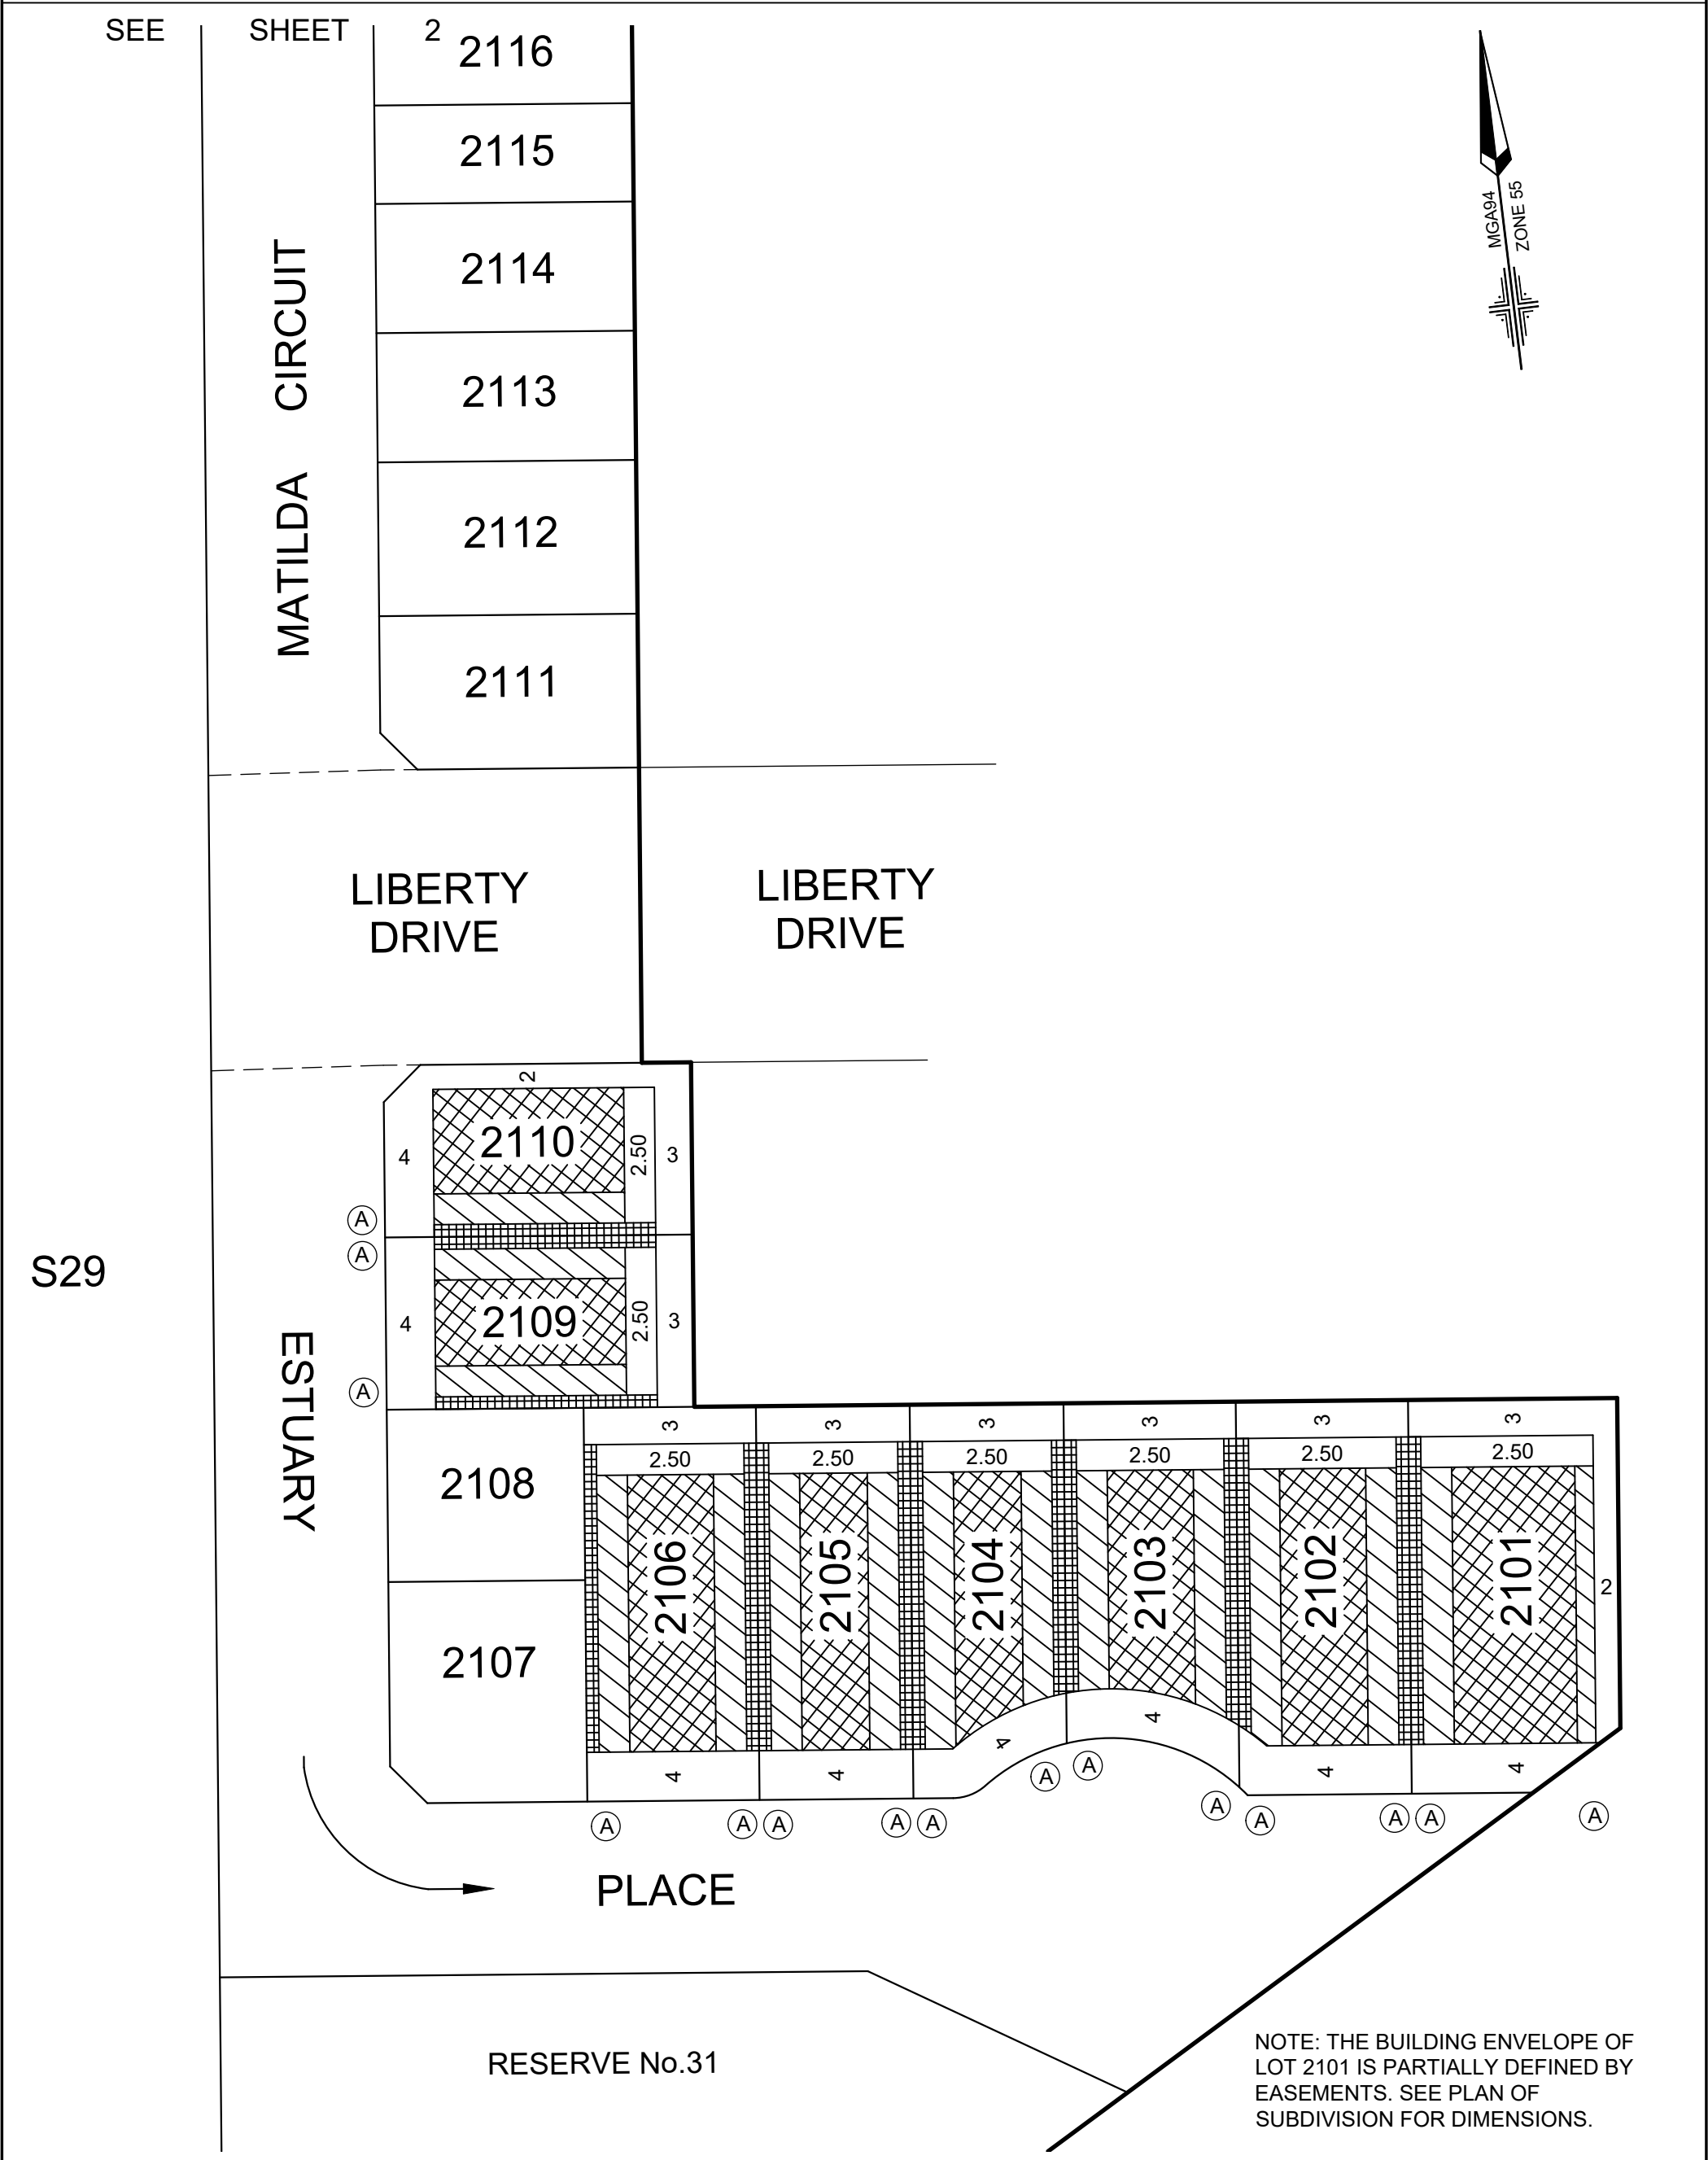 SEE SHEET 2
2116
2115
2114
2113
2112
2111
MATILDA CIRCUIT
MGA94
ZONE 55
LIBERTY
DRIVE
LIBERTY
DRIVE
2
4
2110
2.50
3
A
A
S29
4
2109
2.50
3
A
ESTUARY
3
3
3
3
3
3
2.50
2.50
2.50
2.50
2.50
2.50
2108
2107
2106
2105
2104
2103
2102
2101
2
4
4
4
4
4
4
A
A
A
A
A
A
A
A
A
A
A
A
PLACE
RESERVE No.31
NOTE: THE BUILDING ENVELOPE OF
LOT 2101 IS PARTIALLY DEFINED BY
EASEMENTS. SEE PLAN OF
SUBDIVISION FOR DIMENSIONS.